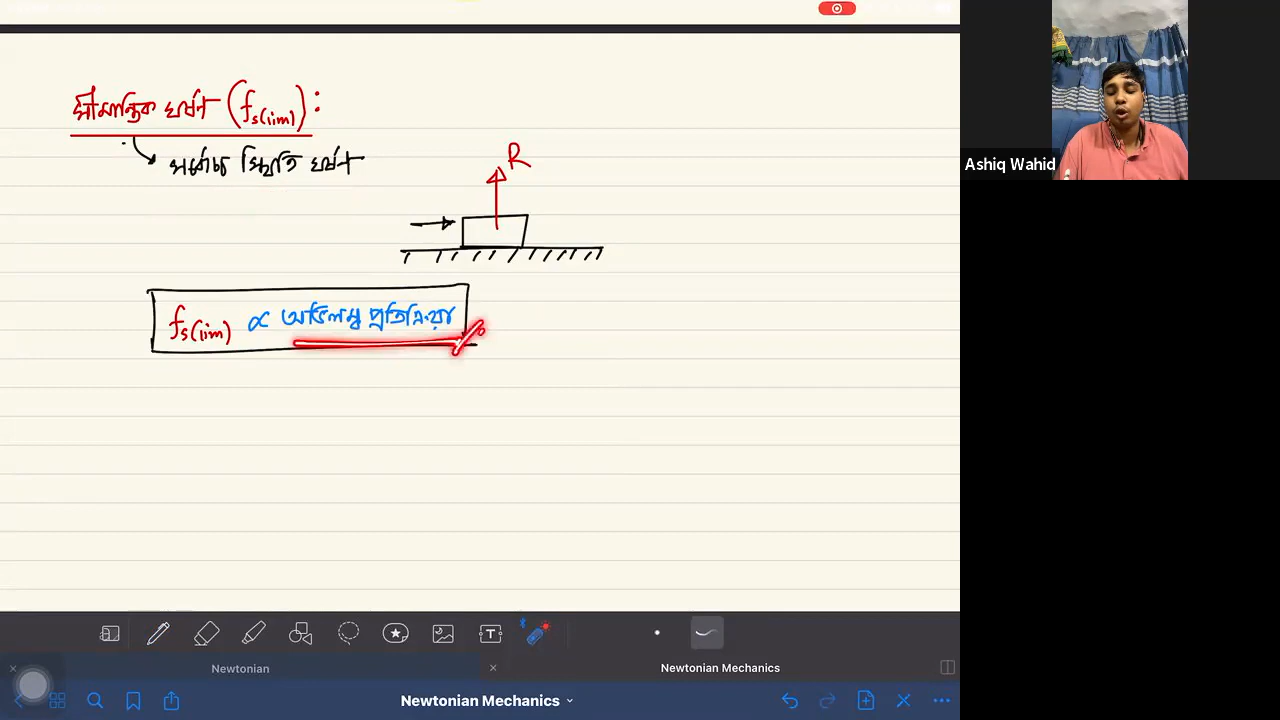 সীমান্তিক ঘর্ষণ (fs(lim)):
সর্বোচ্চ স্থিতি ঘর্ষণ
R
fs(lim) ∝ অভিলম্ব প্রতিক্রিয়া
Ashiq Wahid
T
Newtonian
Newtonian Mechanics
Newtonian Mechanics